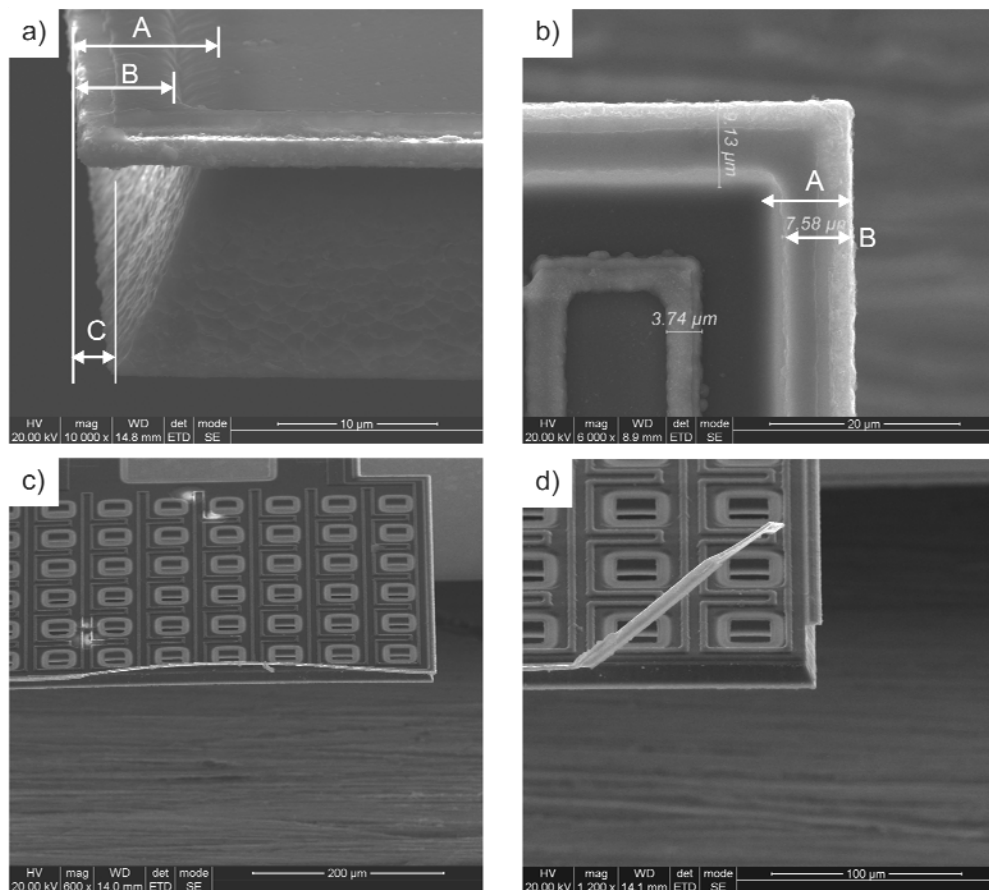 a)
A
B
C
HV mag WD det mode
20.00 kV 10 000 x 14.8 mm ETD SE
10 µm
b)
9.13 µm
A
7.58 µm
B
3.74 µm
HV mag WD det mode
20.00 kV 6 000 x 8.9 mm ETD SE
20 µm
c)
HV mag WD det mode
20.00 kV 600 x 14.0 mm ETD SE
200 µm
d)
HV mag WD det mode
20.00 kV 1 200 x 14.1 mm ETD SE
100 µm